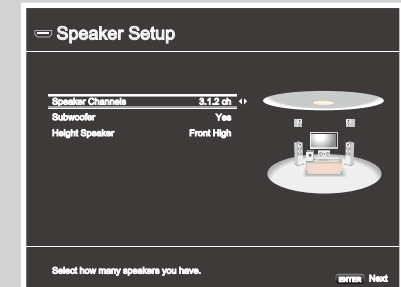 Speaker Setup
Speaker Channels 3.1.2 ch
Subwoofer Yes
Height Speaker Front High
Select how many speakers you have.
ENTER Next